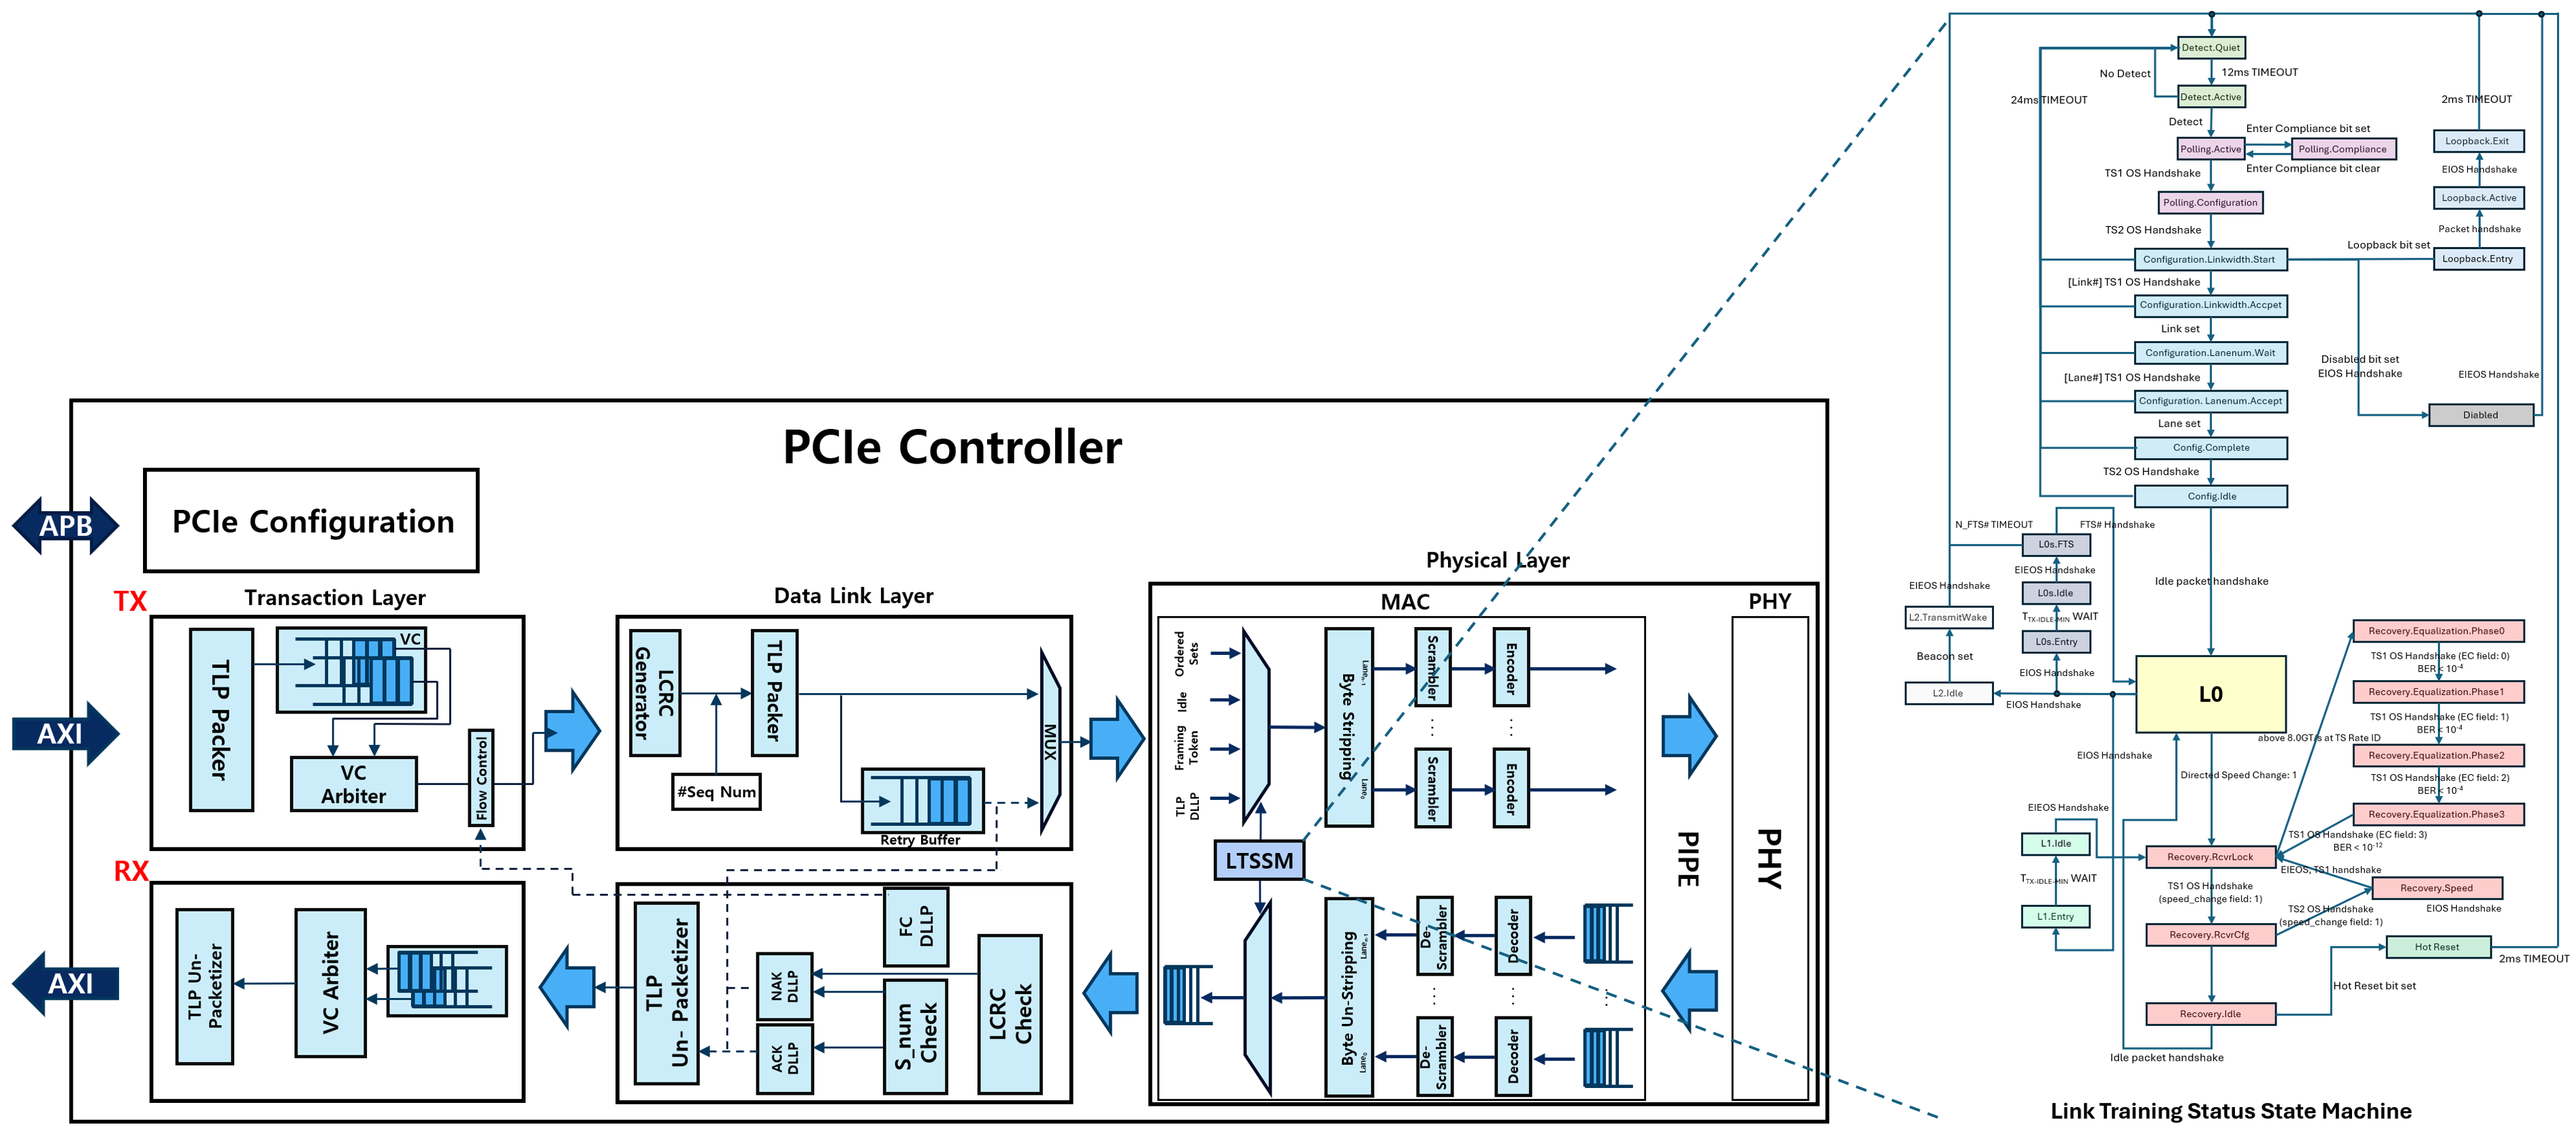 PCIe Controller
APB
PCIe Configuration
TX
Transaction Layer
TLP Packer
VC
VC
Arbiter
Flow Control
AXI
RX
TLP Un-
Packetizer
VC Arbiter
AXI
Data Link Layer
LCRC
Generator
TLP Packer
#Seq Num
Retry Buffer
MUX
TLP
Un- Packetizer
FC
DLLP
NAK
DLLP
ACK
DLLP
S_num
Check
LCRC
Check
Physical Layer
MAC
PHY
Ordered
Sets
Idle
Framing
Token
TLP
DLLP
Byte Stripping
Lanen-1
Lane0
Scrambler
Encoder
Scrambler
Encoder
LTSSM
Byte Un-Stripping
Lanen-1
Lane0
De-
Scrambler
Decoder
De-
Scrambler
Decoder
PIPE
PHY
Detect.Quiet
No Detect
12ms TIMEOUT
24ms TIMEOUT
Detect.Active
2ms TIMEOUT
Detect
Enter Compliance bit set
Polling.Active
Polling.Compliance
Enter Compliance bit clear
Loopback.Exit
TS1 OS Handshake
EIOS Handshake
Polling.Configuration
Loopback.Active
TS2 OS Handshake
Packet handshake
Loopback bit set
Configuration.Linkwidth.Start
Loopback.Entry
[Link#] TS1 OS Handshake
Configuration.Linkwidth.Accpet
Link set
Configuration.Lanenum.Wait
Disabled bit set
EIOS Handshake
[Lane#] TS1 OS Handshake
EIEOS Handshake
Configuration. Lanenum.Accept
Diabled
Lane set
Config.Complete
TS2 OS Handshake
Config.Idle
N_FTS# TIMEOUT
FTS# Handshake
L0s.FTS
EIEOS Handshake
EIEOS Handshake
L0s.Idle
Idle packet handshake
L2.TransmitWake
TTX-IDLE-MIN WAIT
L0s.Entry
Beacon set
EIOS Handshake
L2.Idle
EIOS Handshake
L0
Recovery.Equalization.Phase0
TS1 OS Handshake (EC field: 0)
BER < 10-4
Recovery.Equalization.Phase1
TS1 OS Handshake (EC field: 1)
BER < 10-4
above 8.0GT/s at TS Rate ID
Recovery.Equalization.Phase2
EIOS Handshake
Directed Speed Change: 1
TS1 OS Handshake (EC field: 2)
BER < 10-4
EIEOS Handshake
Recovery.Equalization.Phase3
TS1 OS Handshake (EC field: 3)
BER < 10-12
L1.Idle
Recovery.RcvrLock
EIEOS, TS1 handshake
TTX-IDLE-MIN WAIT
TS1 OS Handshake
(speed_change field: 1)
Recovery.Speed
EIOS Handshake
L1.Entry
TS2 OS Handshake
(speed_change field: 1)
Recovery.RcvrCfg
Hot Reset
2ms TIMEOUT
Hot Reset bit set
Recovery.Idle
Idle packet handshake
Link Training Status State Machine